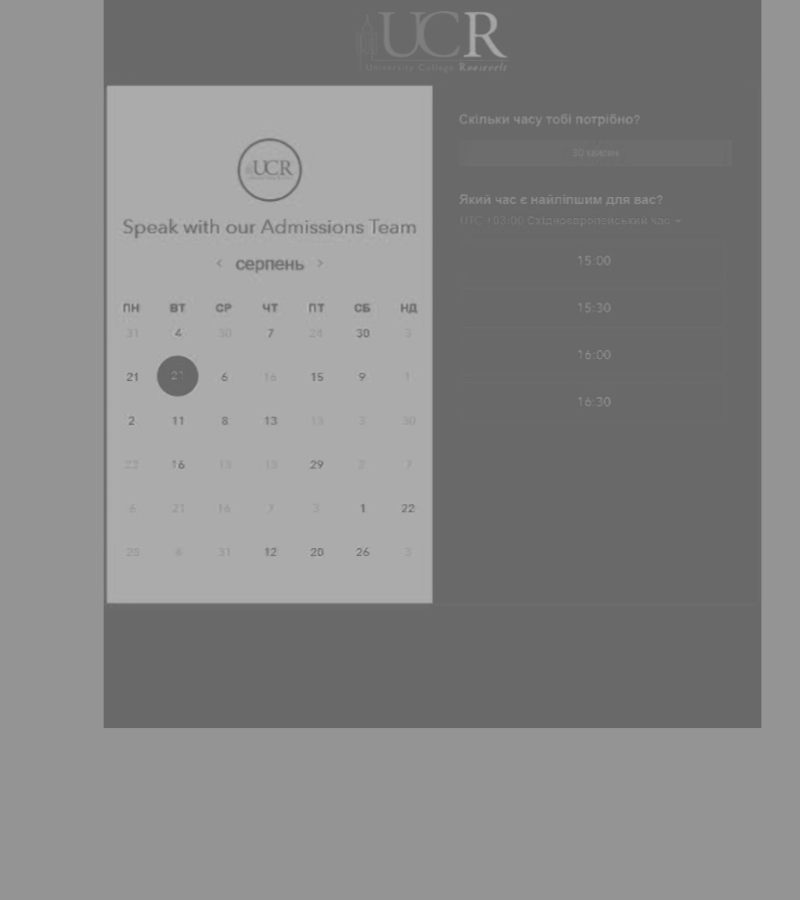 UCR
University College Roosevelt
UCR
Speak with our Admissions Team
< серпень >
ПН ВТ СР ЧТ ПТ СБ НД
31 4 30 7 24 30 3
21 21 6 16 15 9 1
2 11 8 13 13 3 30
22 16 13 13 29 2 7
6 21 16 7 3 1 22
20 6 31 12 20 26 3
Скільки часу тобі потрібно?
30 хвилин
Який час є найліпшим для вас?
UTC +03:00 Східноєвропейський час
15:00
15:30
16:00
16:30